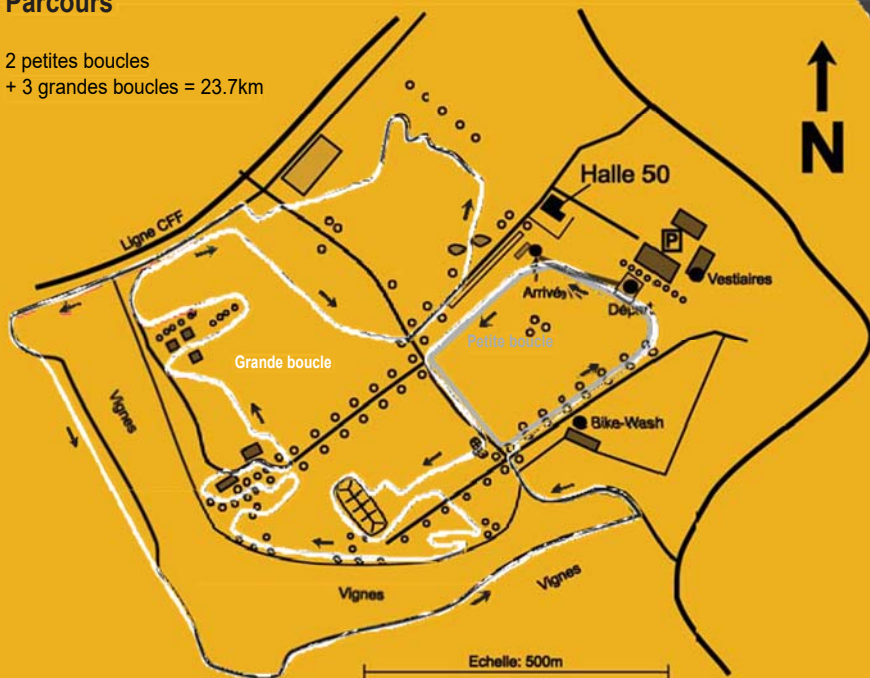 Parcours
2 petites boucles
+ 3 grandes boucles = 23.7km
N
Halle 50
Ligne CFF
P
Vestiaires
Arrivée
Départ
Petite boucle
Grande boucle
Vignes
Bike-Wash
Vignes
Vignes
Echelle: 500m